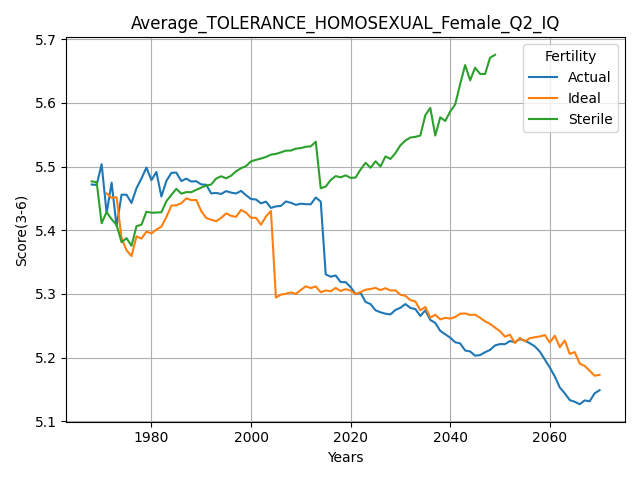 Average_TOLERANCE_HOMOSEXUAL_Female_Q2_IQ
5.7
5.6
5.5
5.4
5.3
5.2
5.1
Score(3-6)
Fertility
Actual
Ideal
Sterile
1980
2000
2020
2040
2060
Years